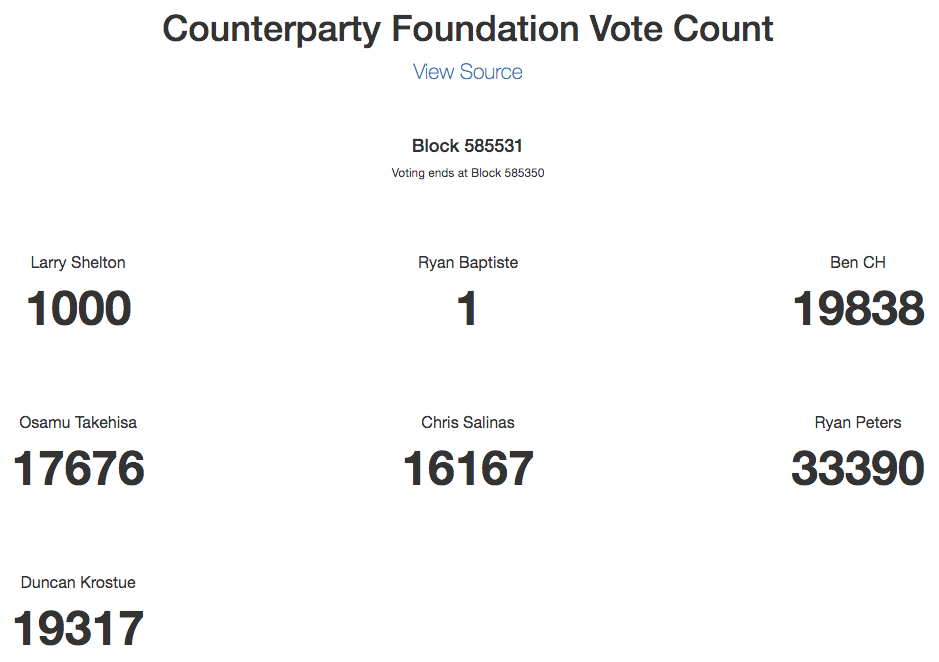 Counterparty Foundation Vote Count
View Source
Block 585531
Voting ends at Block 585350
Larry Shelton
1000
Ryan Baptiste
1
Ben CH
19838
Osamu Takehisa
17676
Chris Salinas
16167
Ryan Peters
33390
Duncan Krostue
19317